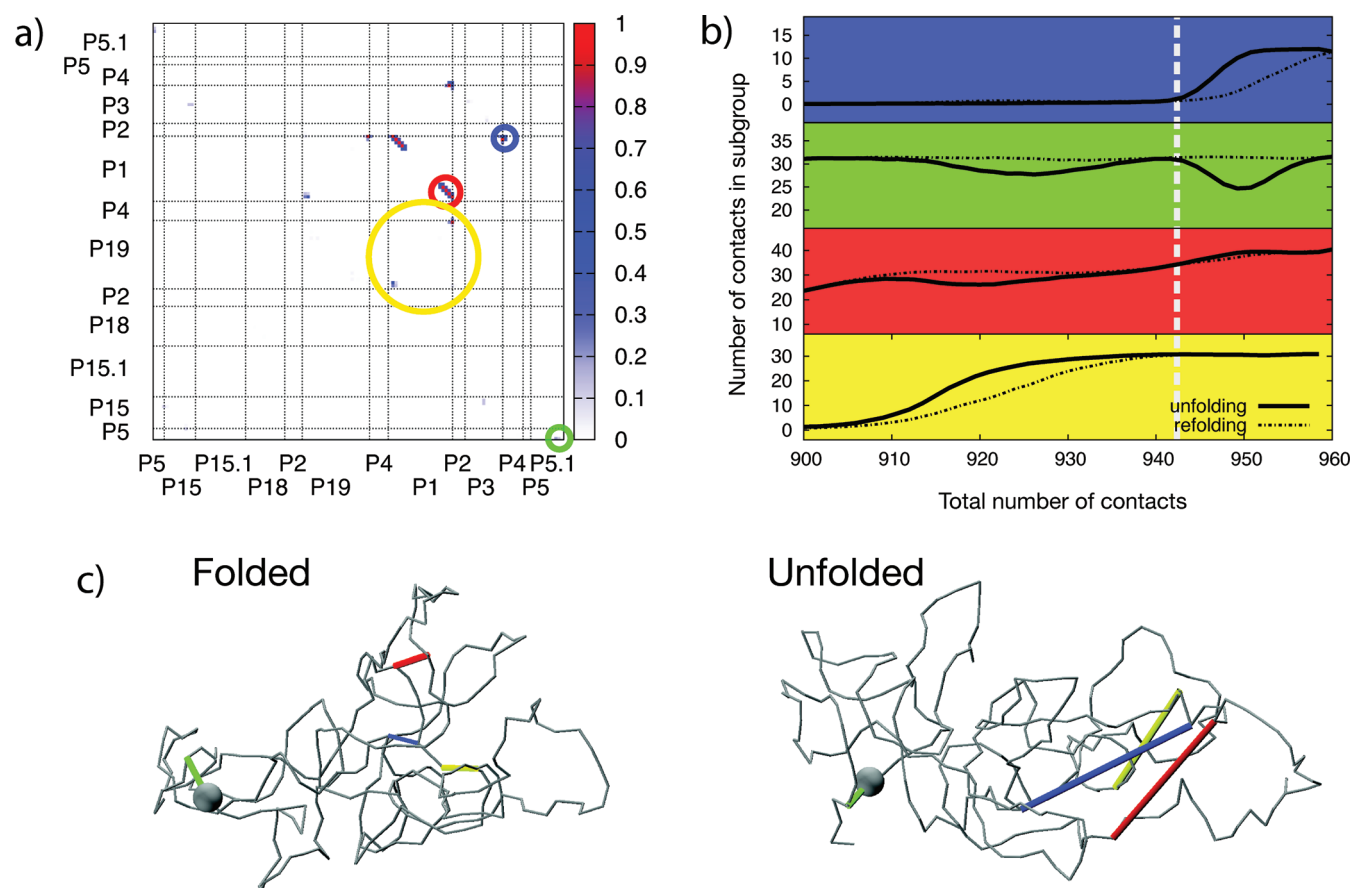 a)
P5.1
P5
P4
P3
P2
P1
P4
P19
P2
P18
P15.1
P15
P5
P5 P15.1 P2 P4 P2 P4 P5.1
P15 P18 P19 P1 P3 P5
1
0.9
0.8
0.7
0.6
0.5
0.4
0.3
0.2
0.1
0
b)
Number of contacts in subgroup
15
10
5
0
35
30
25
20
40
30
20
10
30
20
10
0
unfolding
refolding
900 910 920 930 940 950 960
Total number of contacts
c)
Folded
Unfolded